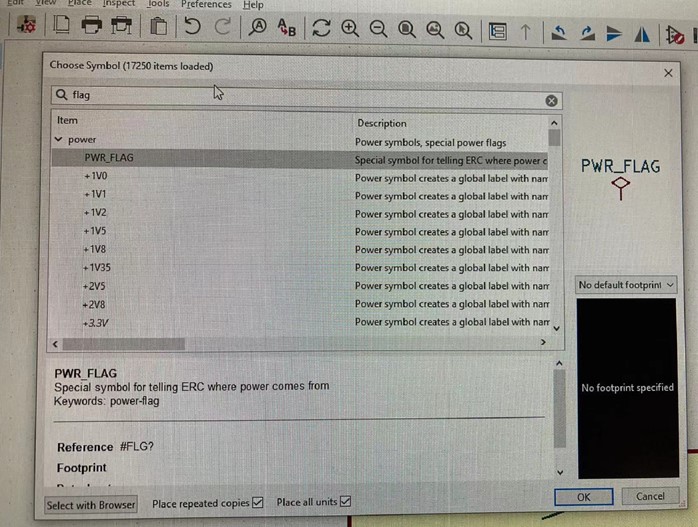 Edit View Place Inspect Tools Preferences Help
A
A B
Choose Symbol (17250 items loaded)
flag
Item Description
power Power symbols, special power flags
PWR_FLAG Special symbol for telling ERC where power c
+1V0 Power symbol creates a global label with nam
+1V1 Power symbol creates a global label with nam
+1V2 Power symbol creates a global label with nam
+1V5 Power symbol creates a global label with nam
+1V8 Power symbol creates a global label with nam
+1V35 Power symbol creates a global label with nam
+2V5 Power symbol creates a global label with nam
+2V8 Power symbol creates a global label with nam
+3.3V Power symbol creates a global label with nam
PWR_FLAG
No default footprint
No footprint specified
PWR_FLAG
Special symbol for telling ERC where power comes from
Keywords: power-flag
Reference #FLG?
Footprint
Select with Browser Place repeated copies Place all units OK Cancel